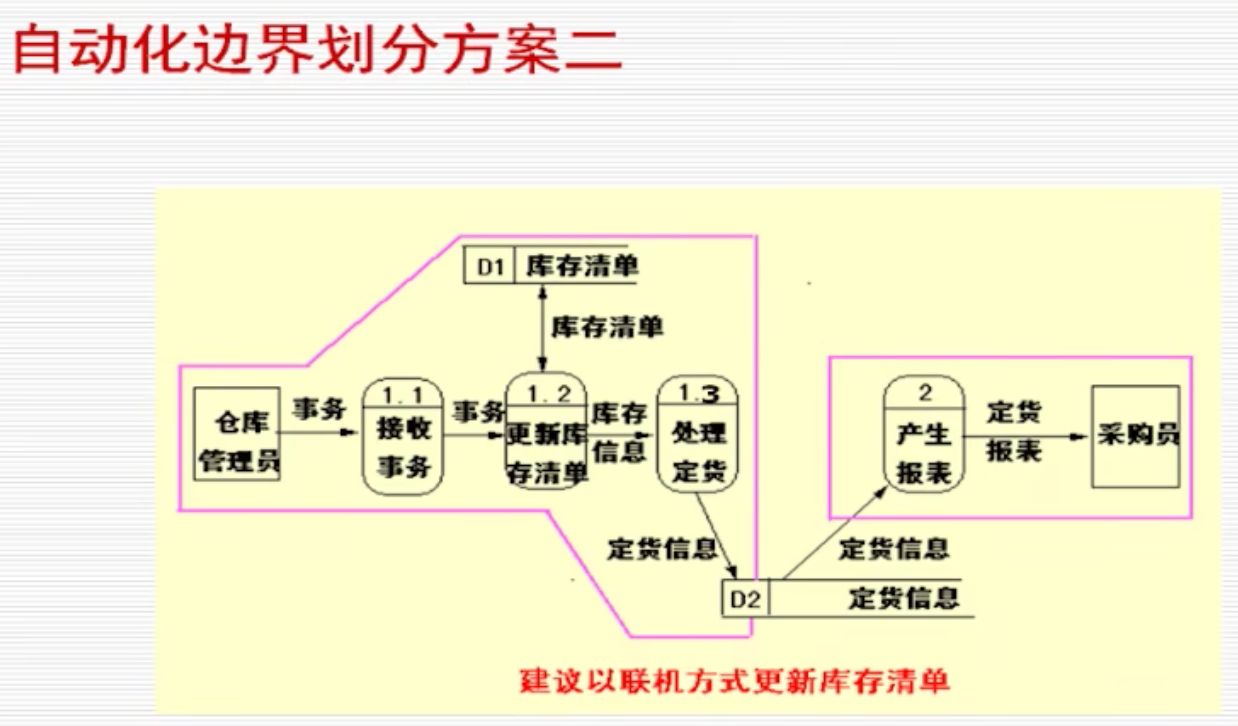 自动化边界划分方案二
D1 库存清单
库存清单
仓库
管理员
事务
1.1
接收
事务
事务
1.2
更新库
存清单
库存
信息
1.3
处理
定货
2
产生
报表
定货
报表
采购员
定货信息
定货信息
D2 定货信息
建议以联机方式更新库存清单